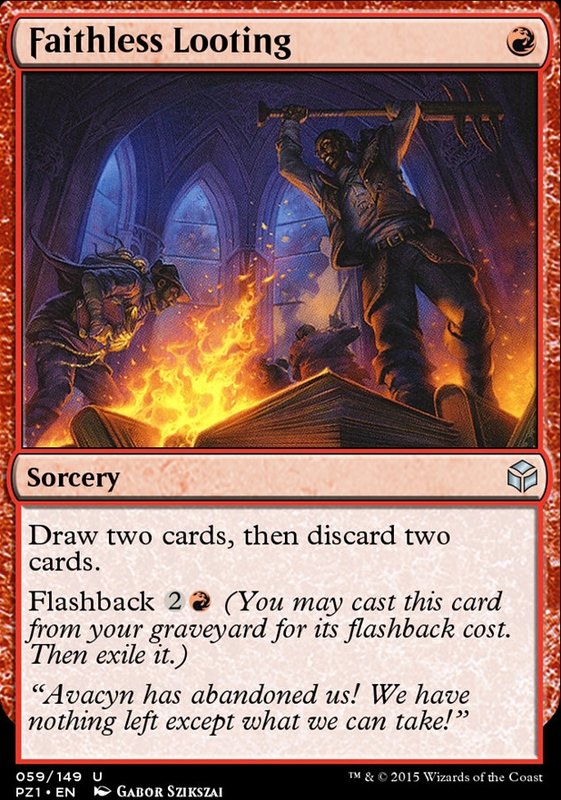 Faithless Looting
Sorcery
Draw two cards, then discard two
cards.
Flashback 2 (You may cast this card
from your graveyard for its flashback cost.
Then exile it.)
“Avacyn has abandoned us! We have
nothing left except what we can take!”
059/149 U
PZ1 • EN Gabor Szikszai
™ & © 2015 Wizards of the Coast